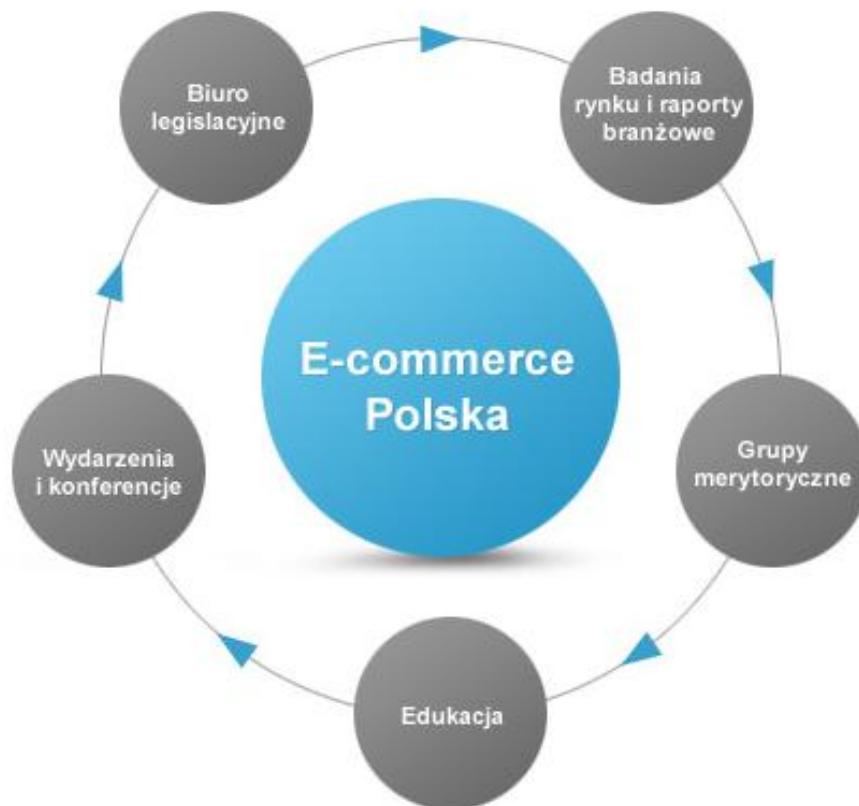 Biuro
legislacyjne
Badania
rynku i raporty
branżowe
E-commerce
Polska
Wydarzenia
i konferencje
Grupy
merytoryczne
Edukacja